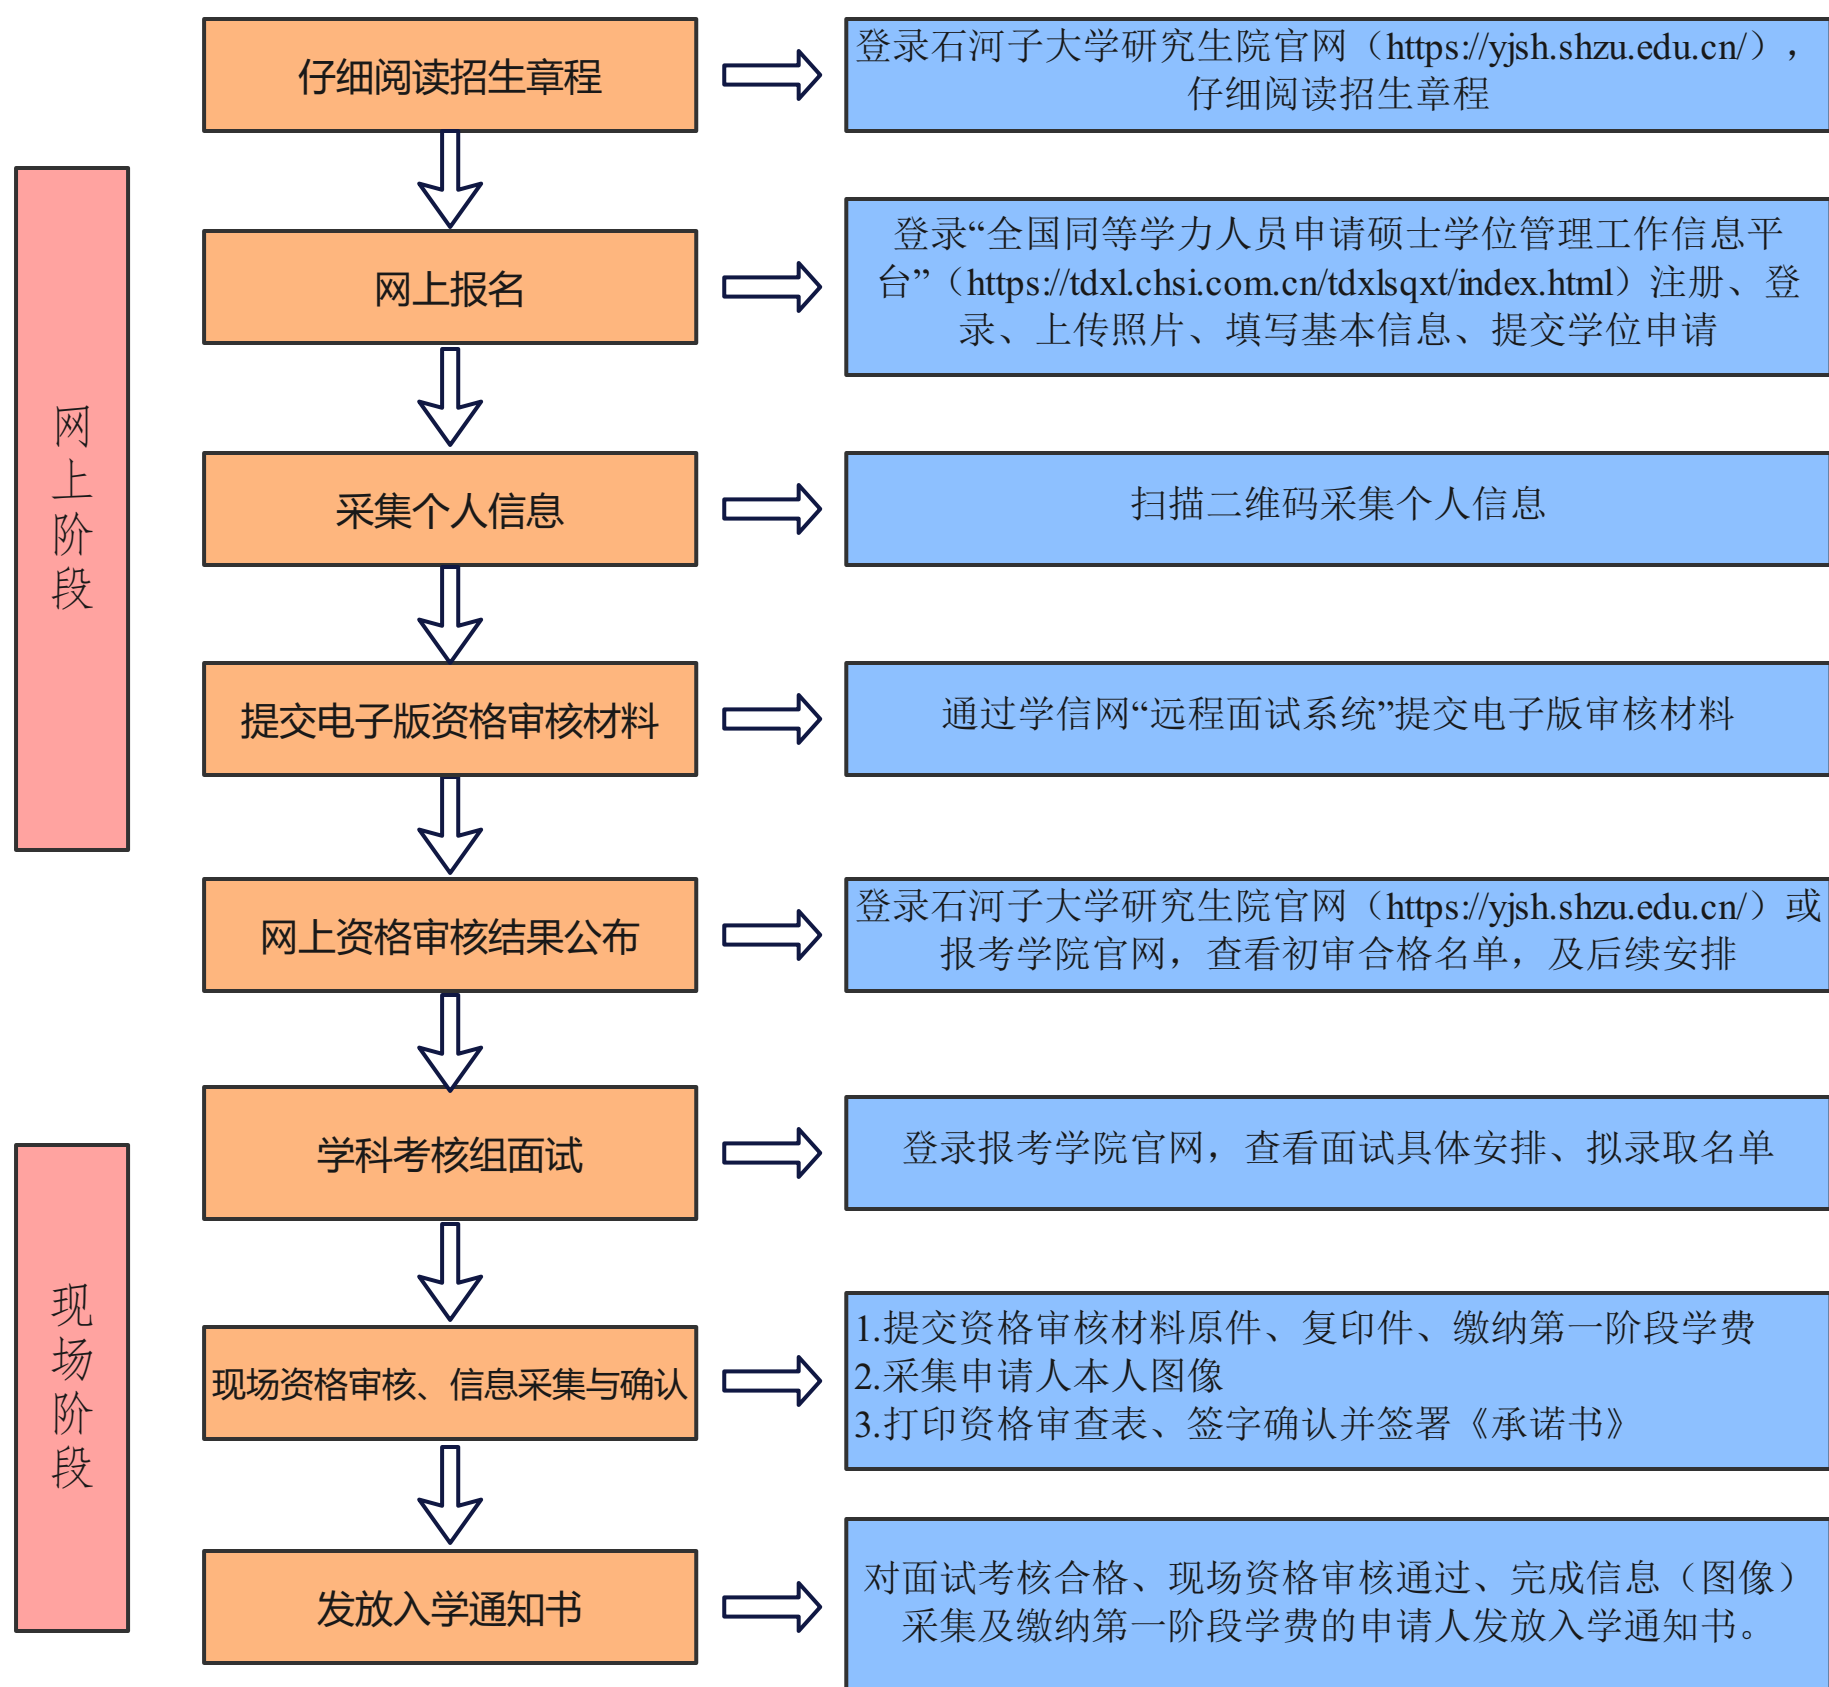 仔细阅读招生章程
登录石河子大学研究生院官网（https://yjsh.shzu.edu.cn/），
仔细阅读招生章程
网上阶段
网上报名
登录“全国同等学力人员申请硕士学位管理工作信息平
台”（https://tdxl.chsi.com.cn/tdxlsqxt/index.html）注册、登
录、上传照片、填写基本信息、提交学位申请
采集个人信息
扫描二维码采集个人信息
提交电子版资格审核材料
通过学信网“远程面试系统”提交电子版审核材料
网上资格审核结果公布
登录石河子大学研究生院官网（https://yjsh.shzu.edu.cn/）或
报考学院官网，查看初审合格名单，及后续安排
现场阶段
学科考核组面试
登录报考学院官网，查看面试具体安排、拟录取名单
现场资格审核、信息采集与确认
1.提交资格审核材料原件、复印件、缴纳第一阶段学费
2.采集申请人本人图像
3.打印资格审查表、签字确认并签署《承诺书》
发放入学通知书
对面试考核合格、现场资格审核通过、完成信息（图像）
采集及缴纳第一阶段学费的申请人发放入学通知书。